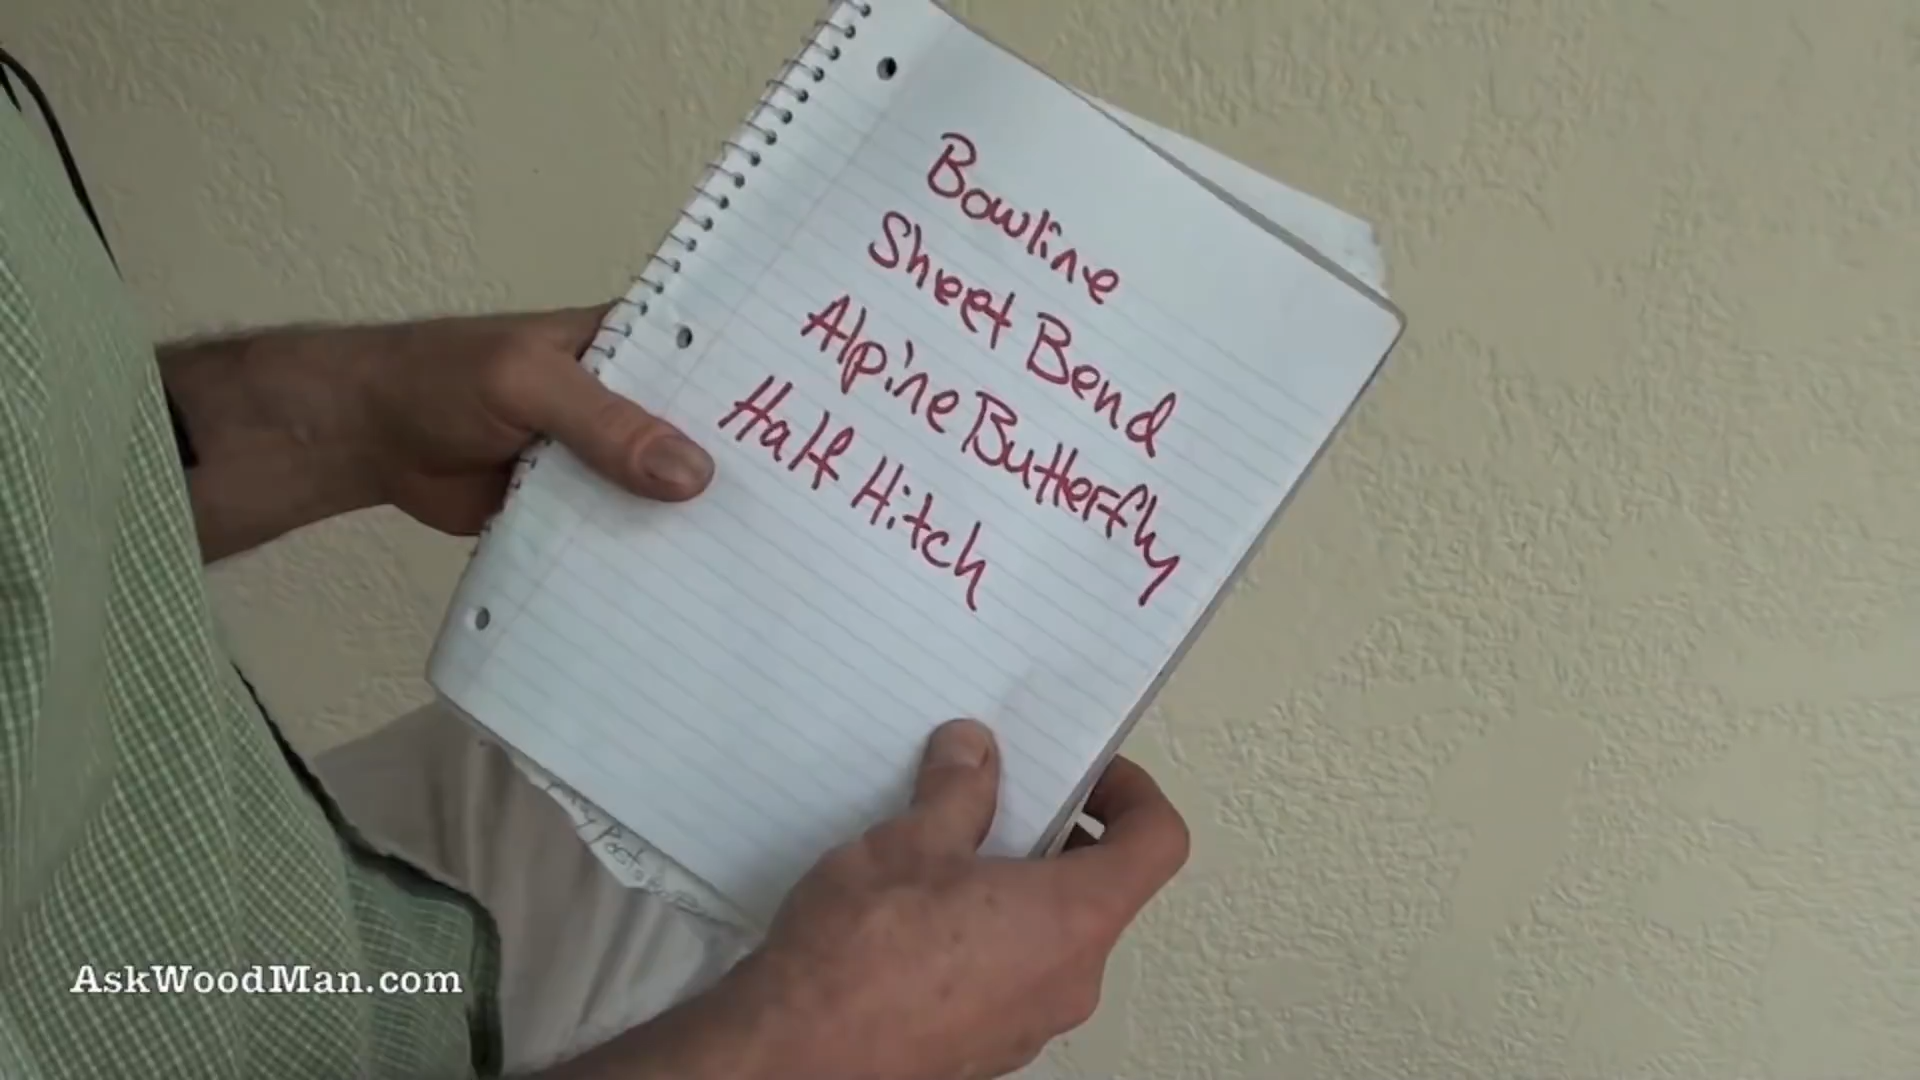 Bowline
Sheet Bend
Alpine Butterfly
Half Hitch
AskWoodMan.com